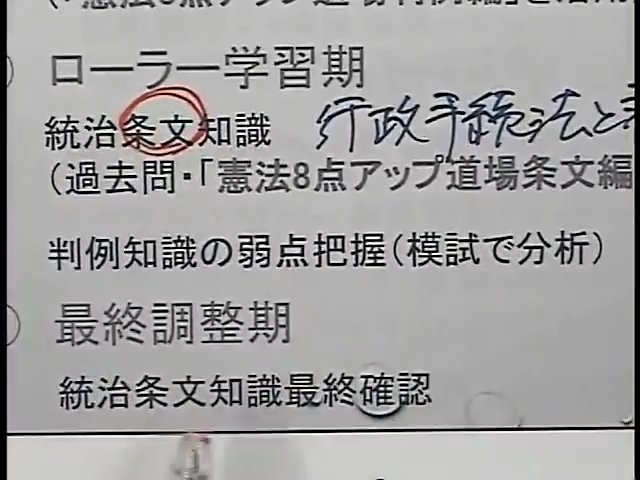 ローラー学習期
統治条文知識 行政手続法と
(過去問・「憲法8点アップ道場条文編
判例知識の弱点把握(模試で分析)
最終調整期
統治条文知識最終確認